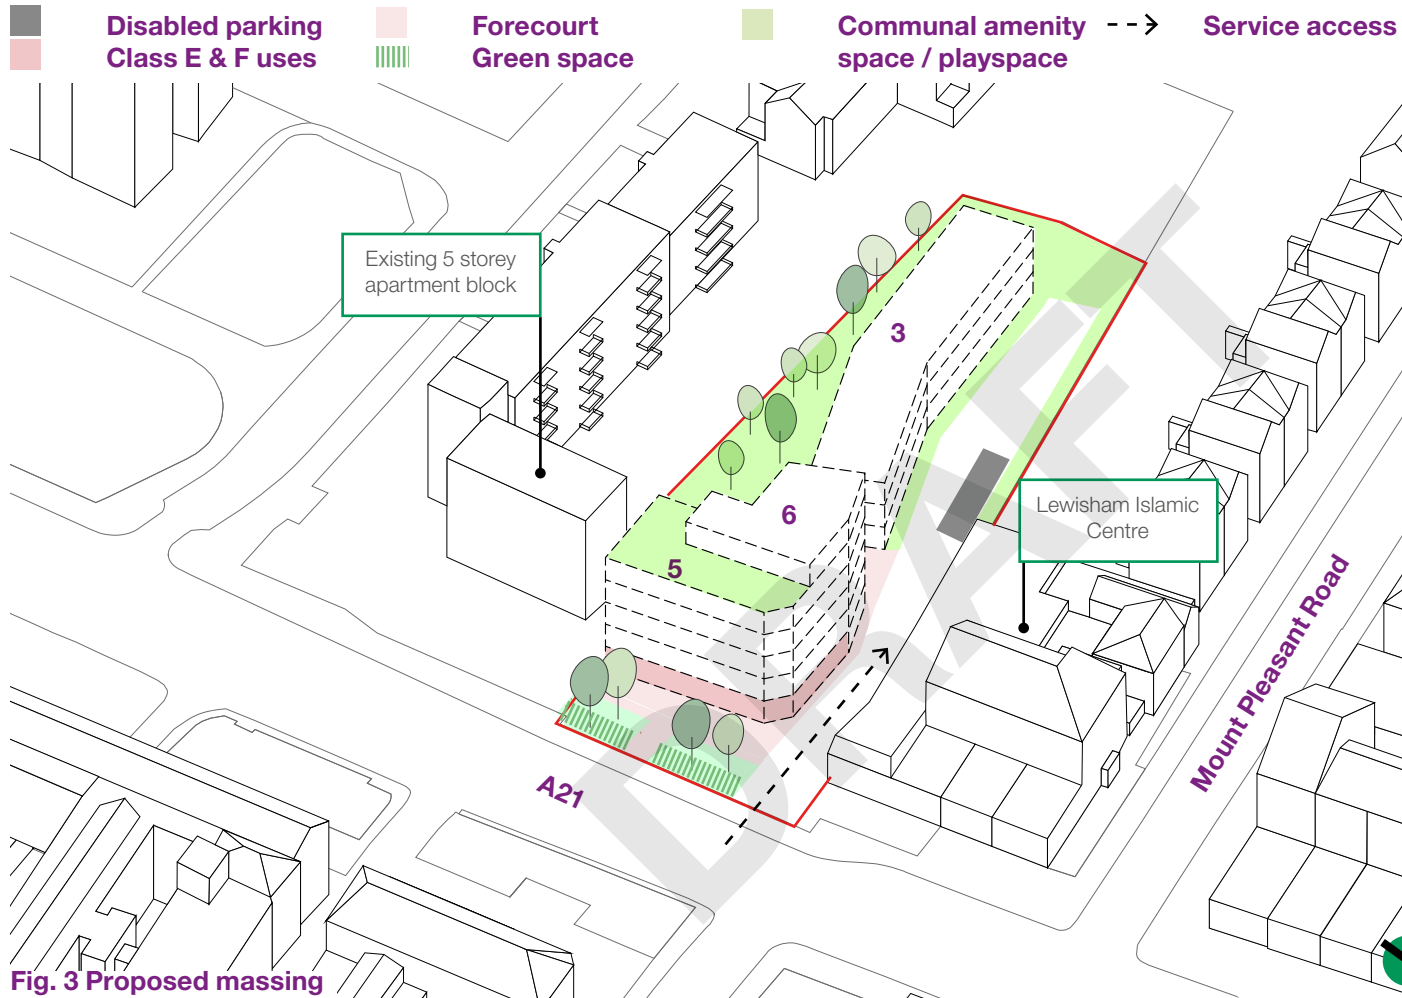 Disabled parking
Class E & F uses
Forecourt
Green space
Communal amenity
space / playspace
Service access
Existing 5 storey
apartment block
3
6
5
Lewisham Islamic
Centre
Mount Pleasant Road
A21
DRAFT
Fig. 3 Proposed massing